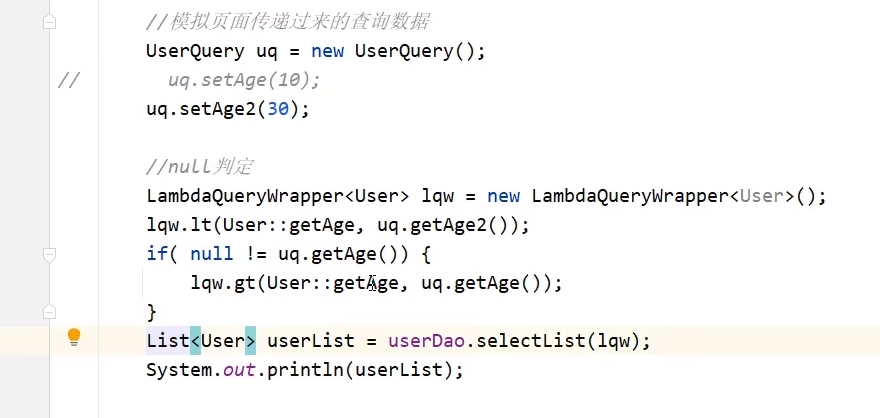 //模拟页面传递过来的查询数据
UserQuery uq = new UserQuery();
//        uq.setAge(10);
uq.setAge2(30);
//null判定
LambdaQueryWrapper<User> lqw = new LambdaQueryWrapper<User>();
lqw.lt(User::getAge, uq.getAge2());
if( null != uq.getAge()) {
    lqw.gt(User::getAge, uq.getAge());
}
List<User> userList = userDao.selectList(lqw);
System.out.println(userList);